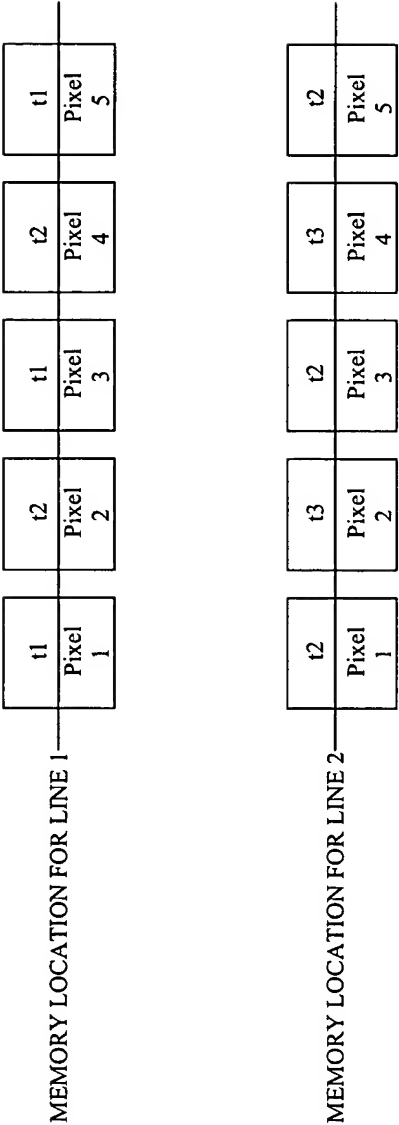 MEMORY LOCATION FOR LINE 1
t1
Pixel
1
t2
Pixel
2
t1
Pixel
3
t2
Pixel
4
t1
Pixel
5
MEMORY LOCATION FOR LINE 2
t2
Pixel
1
t3
Pixel
2
t2
Pixel
3
t3
Pixel
4
t2
Pixel
5